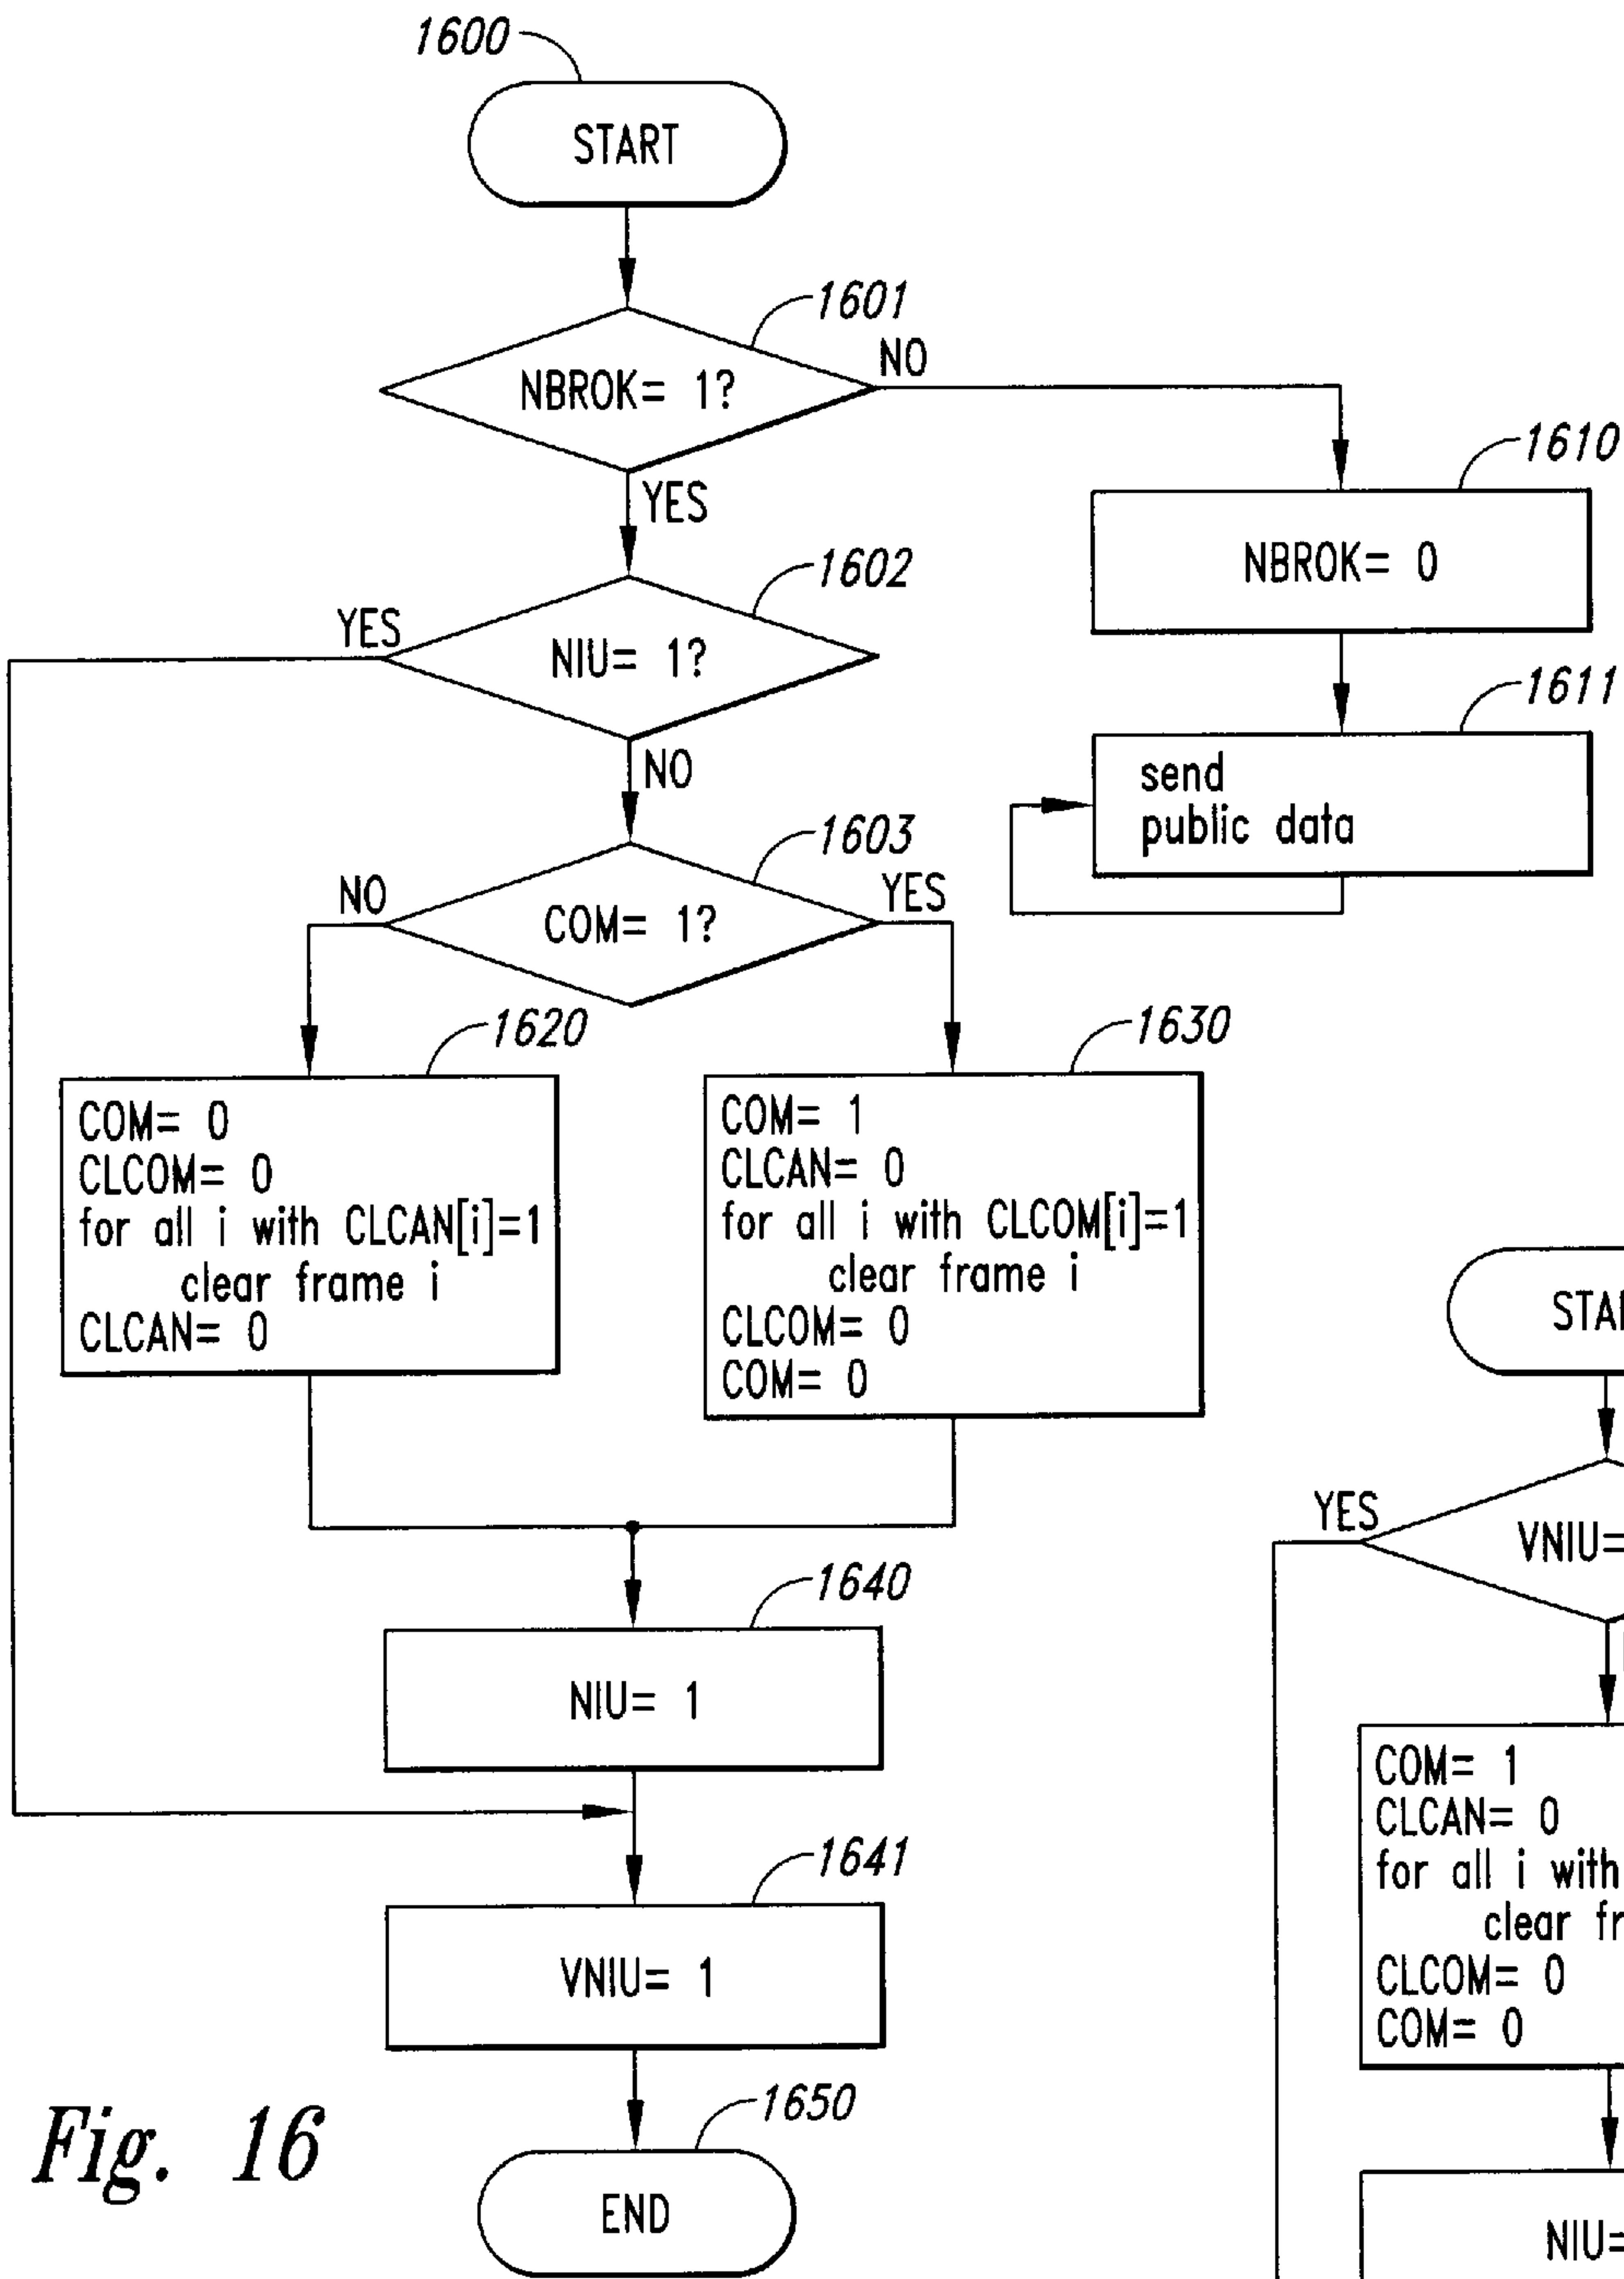 1600
START
1601
NBROK= 1?
NO
YES
1610
NBROK= 0
1602
YES
NIU= 1?
NO
1611
send
public data
1603
NO
COM= 1?
YES
1620
COM= 0
CLCOM= 0
for all i with CLCAN[i]=1
clear frame i
CLCAN= 0
1630
COM= 1
CLCAN= 0
for all i with CLCOM[i]=1
clear frame i
CLCOM= 0
COM= 0
1640
NIU= 1
1641
VNIU= 1
1650
END
Fig. 16
YES
VNIU=
COM= 1
CLCAN= 0
for all i with
clear
CLCOM= 0
COM= 0
NIU=